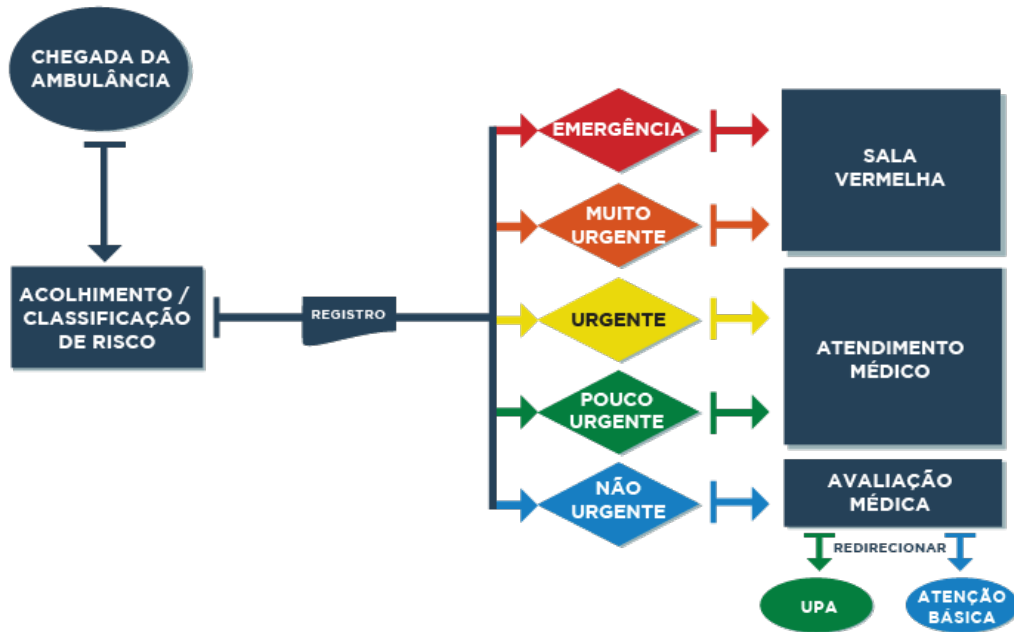 CHEGADA DA
AMBULÂNCIA
ACOLHIMENTO /
CLASSIFICAÇÃO
DE RISCO
REGISTRO
EMERGÊNCIA
MUITO
URGENTE
URGENTE
POUCO
URGENTE
NÃO
URGENTE
SALA
VERMELHA
ATENDIMENTO
MÉDICO
AVALIAÇÃO
MÉDICA
REDIRECIONAR
UPA
ATENÇÃO
BÁSICA